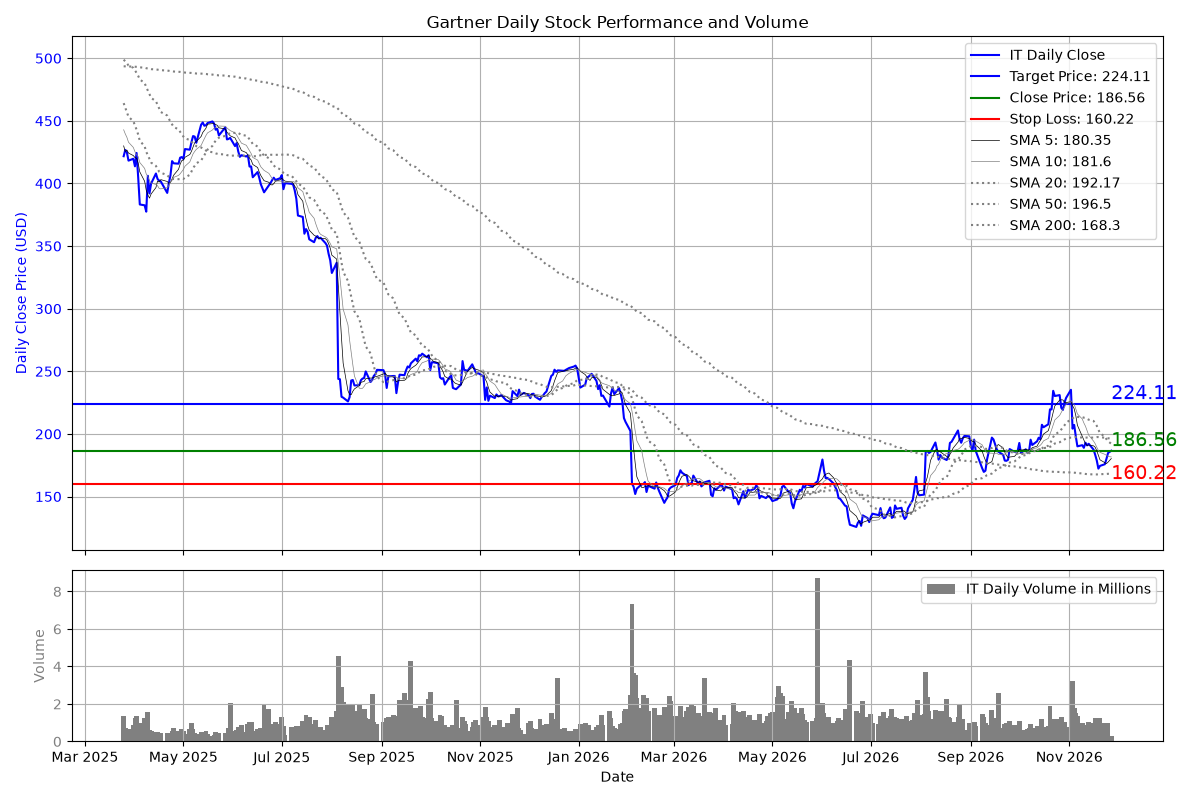 Gartner Daily Stock Performance and Volume
Daily Close Price (USD)
500
450
400
350
300
250
200
150
IT Daily Close
Target Price: 224.11
Close Price: 186.56
Stop Loss: 160.22
SMA 5: 180.35
SMA 10: 181.6
SMA 20: 192.17
SMA 50: 196.5
SMA 200: 168.3
224.11
186.56
160.22
Volume
8
6
4
2
0
IT Daily Volume in Millions
Mar 2025 May 2025 Jul 2025 Sep 2025 Nov 2025 Jan 2026 Mar 2026 May 2026 Jul 2026 Sep 2026 Nov 2026
Date